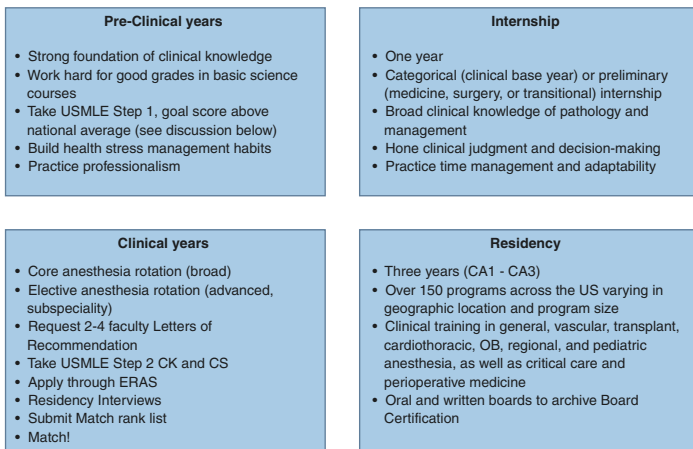 Pre-Clinical years
• Strong foundation of clinical knowledge
• Work hard for good grades in basic science
courses
• Take USMLE Step 1, goal score above
national average (see discussion below)
• Build health stress management habits
• Practice professionalism
Internship
• One year
• Categorical (clinical base year) or preliminary
(medicine, surgery, or transitional) internship
• Broad clinical knowledge of pathology and
management
• Hone clinical judgment and decision-making
• Practice time management and adaptability
Clinical years
• Core anesthesia rotation (broad)
• Elective anesthesia rotation (advanced,
subspeciality)
• Request 2-4 faculty Letters of
Recommendation
• Take USMLE Step 2 CK and CS
• Apply through ERAS
• Residency Interviews
• Submit Match rank list
• Match!
Residency
• Three years (CA1 - CA3)
• Over 150 programs across the US varying in
geographic location and program size
• Clinical training in general, vascular, transplant,
cardiothoracic, OB, regional, and pediatric
anesthesia, as well as critical care and
perioperative medicine
• Oral and written boards to archive Board
Certification